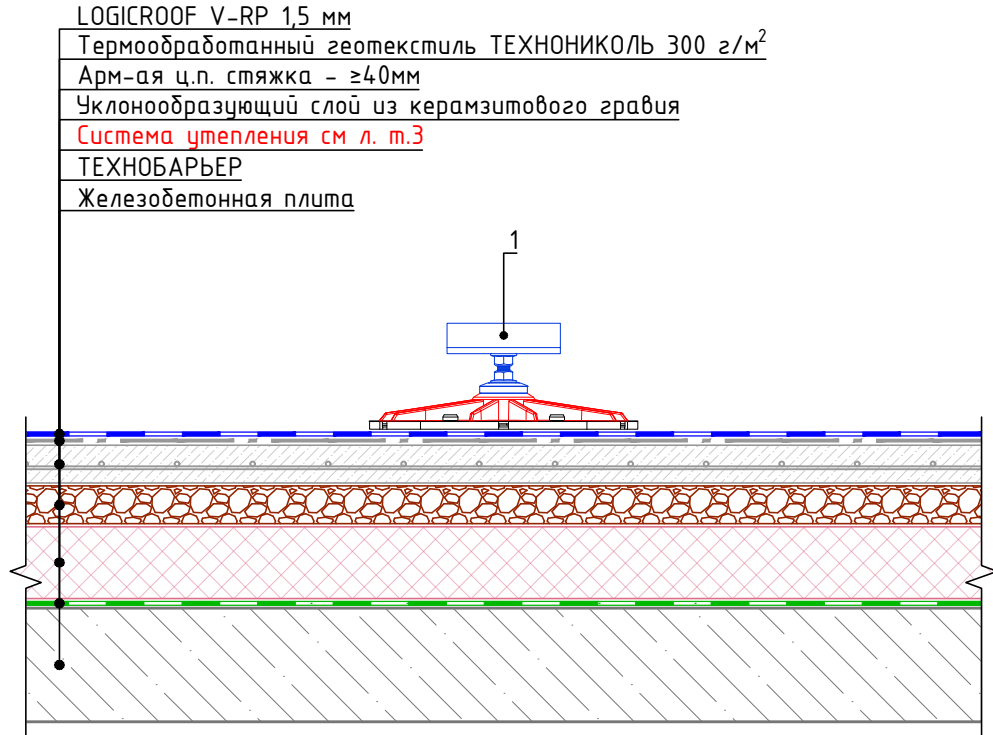 LOGICROOF V-RP 1,5 мм
Термообработанный геотекстиль ТЕХНОНИКОЛЬ 300 г/м²
Арм-ая ц.п. стяжка - ≥40мм
Уклонообразующий слой из керамзитового гравия
Система утепления см л. т.3
ТЕХНОБАРЬЕР
Железобетонная плита
1